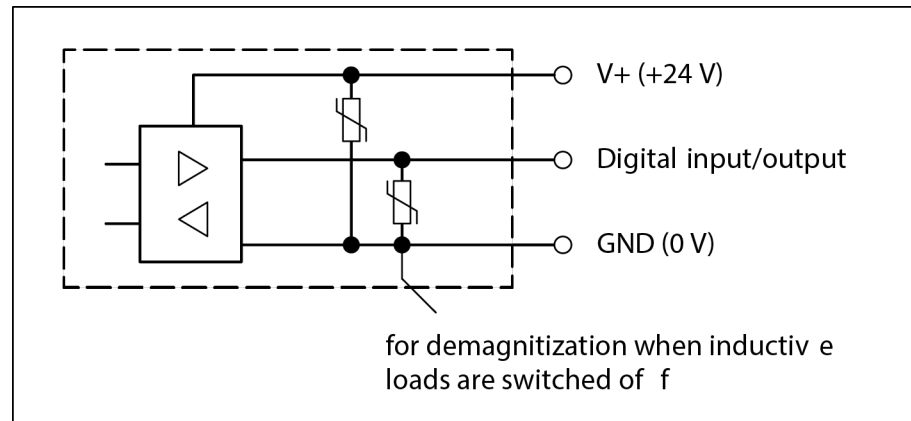 V+ (+24 V)
Digital input/output
GND (0 V)
for demagnitization when inductiv e
loads are switched of f